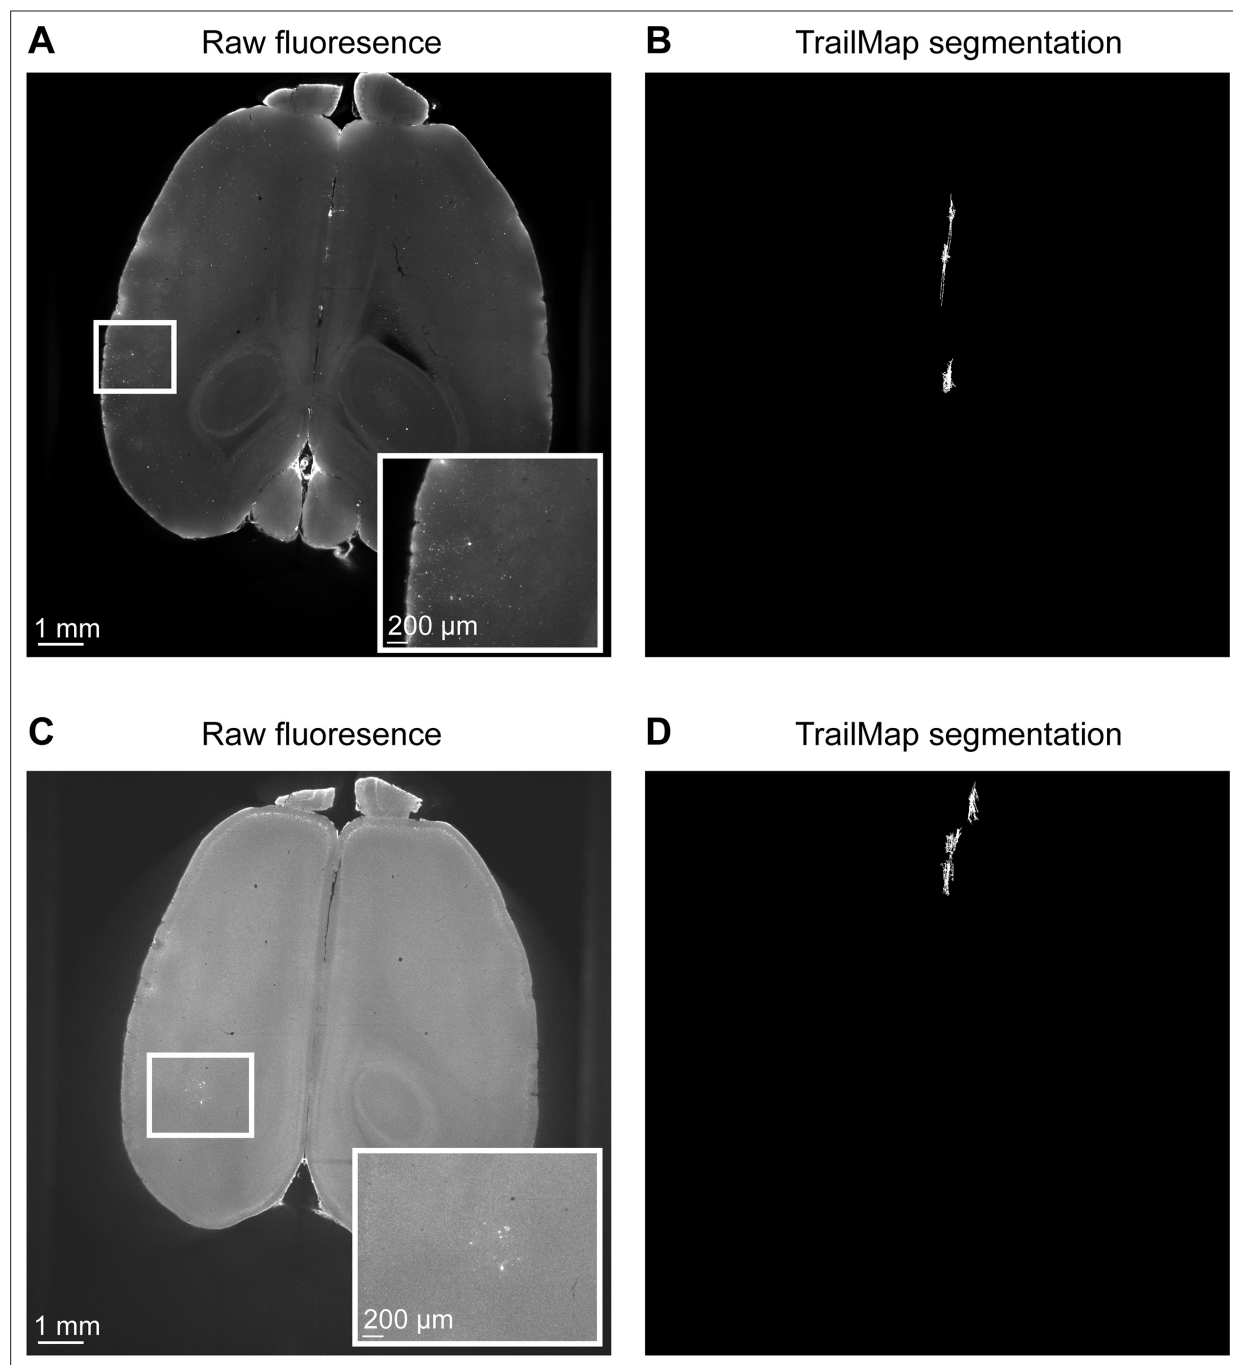 A Raw fluoresence
B TrailMap segmentation
1 mm
200 μm
C Raw fluoresence
D TrailMap segmentation
1 mm
200 μm